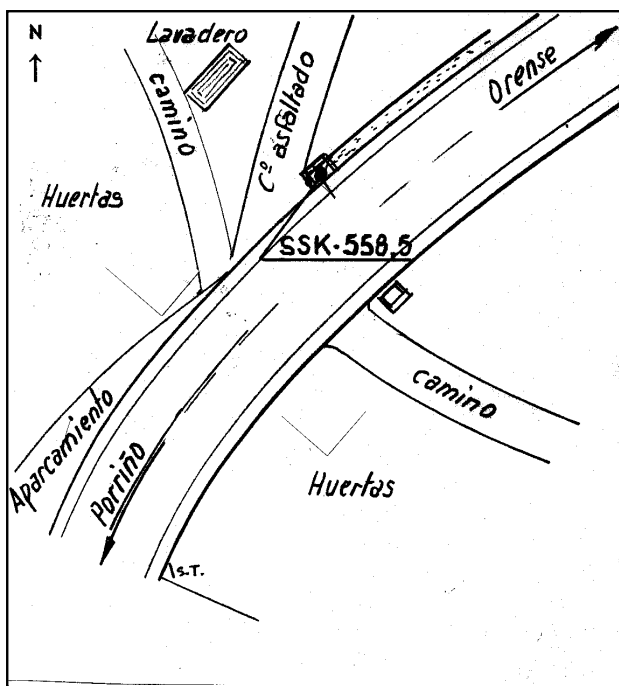 N
Lavadero
camino
Cº asfaltado
Orense
Huertas
SSK-558,5
camino
Aparcamiento
Porriño
Huertas
S.T.